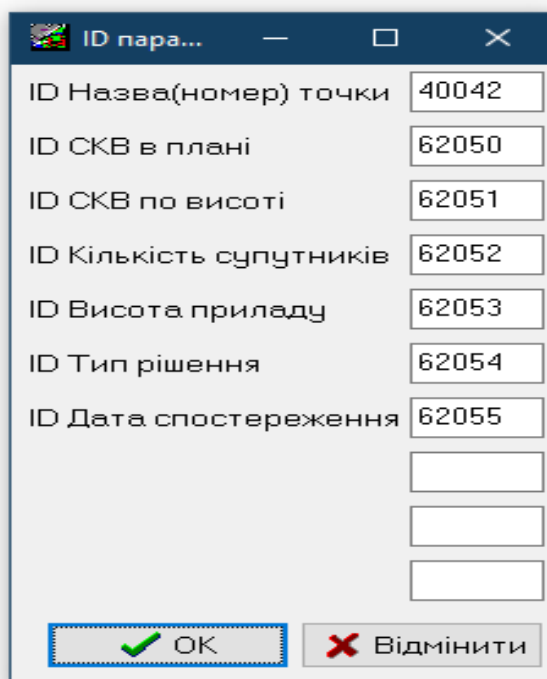 ID пара...
ID Назва(номер) точки 40042
ID СКВ в плані 62050
ID СКВ по висоті 62051
ID Кількість супутників 62052
ID Висота приладу 62053
ID Тип рішення 62054
ID Дата спостереження 62055
OK Відмінити